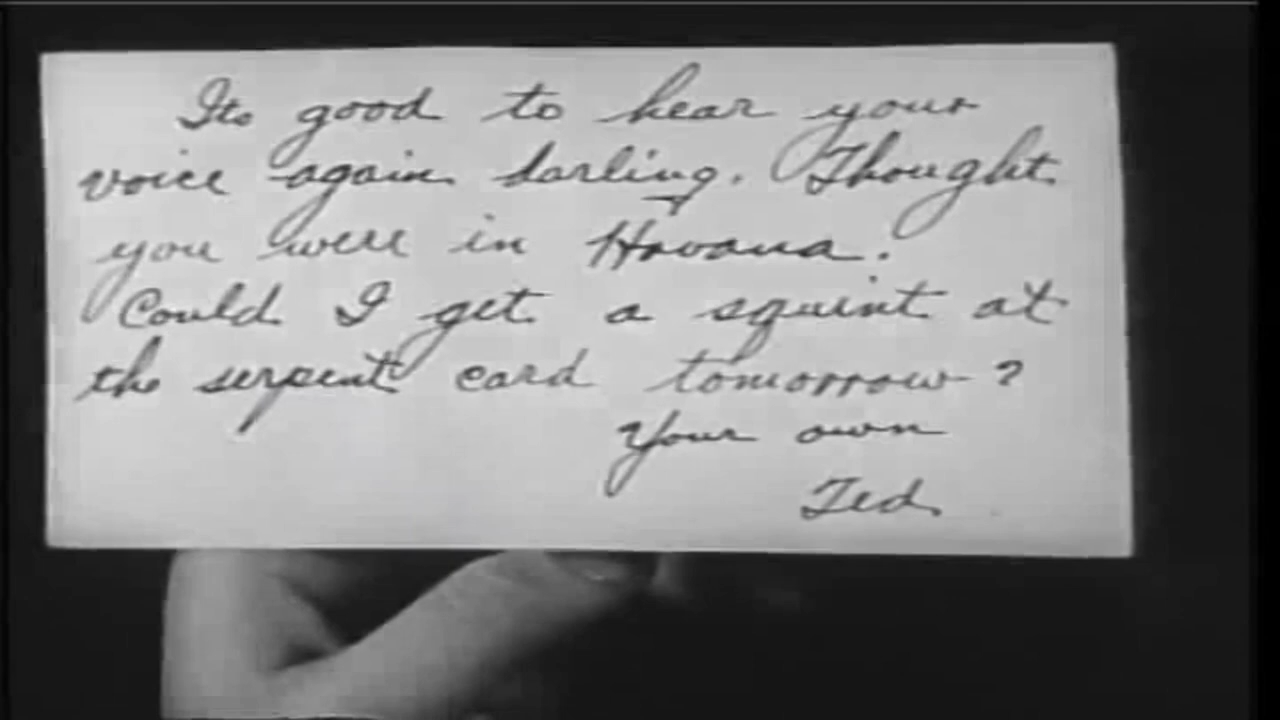 Its good to hear your
voice again darling. Thought
you were in Havana.
Could I get a squint at
the serpent card tomorrow?
Your own
Ted.